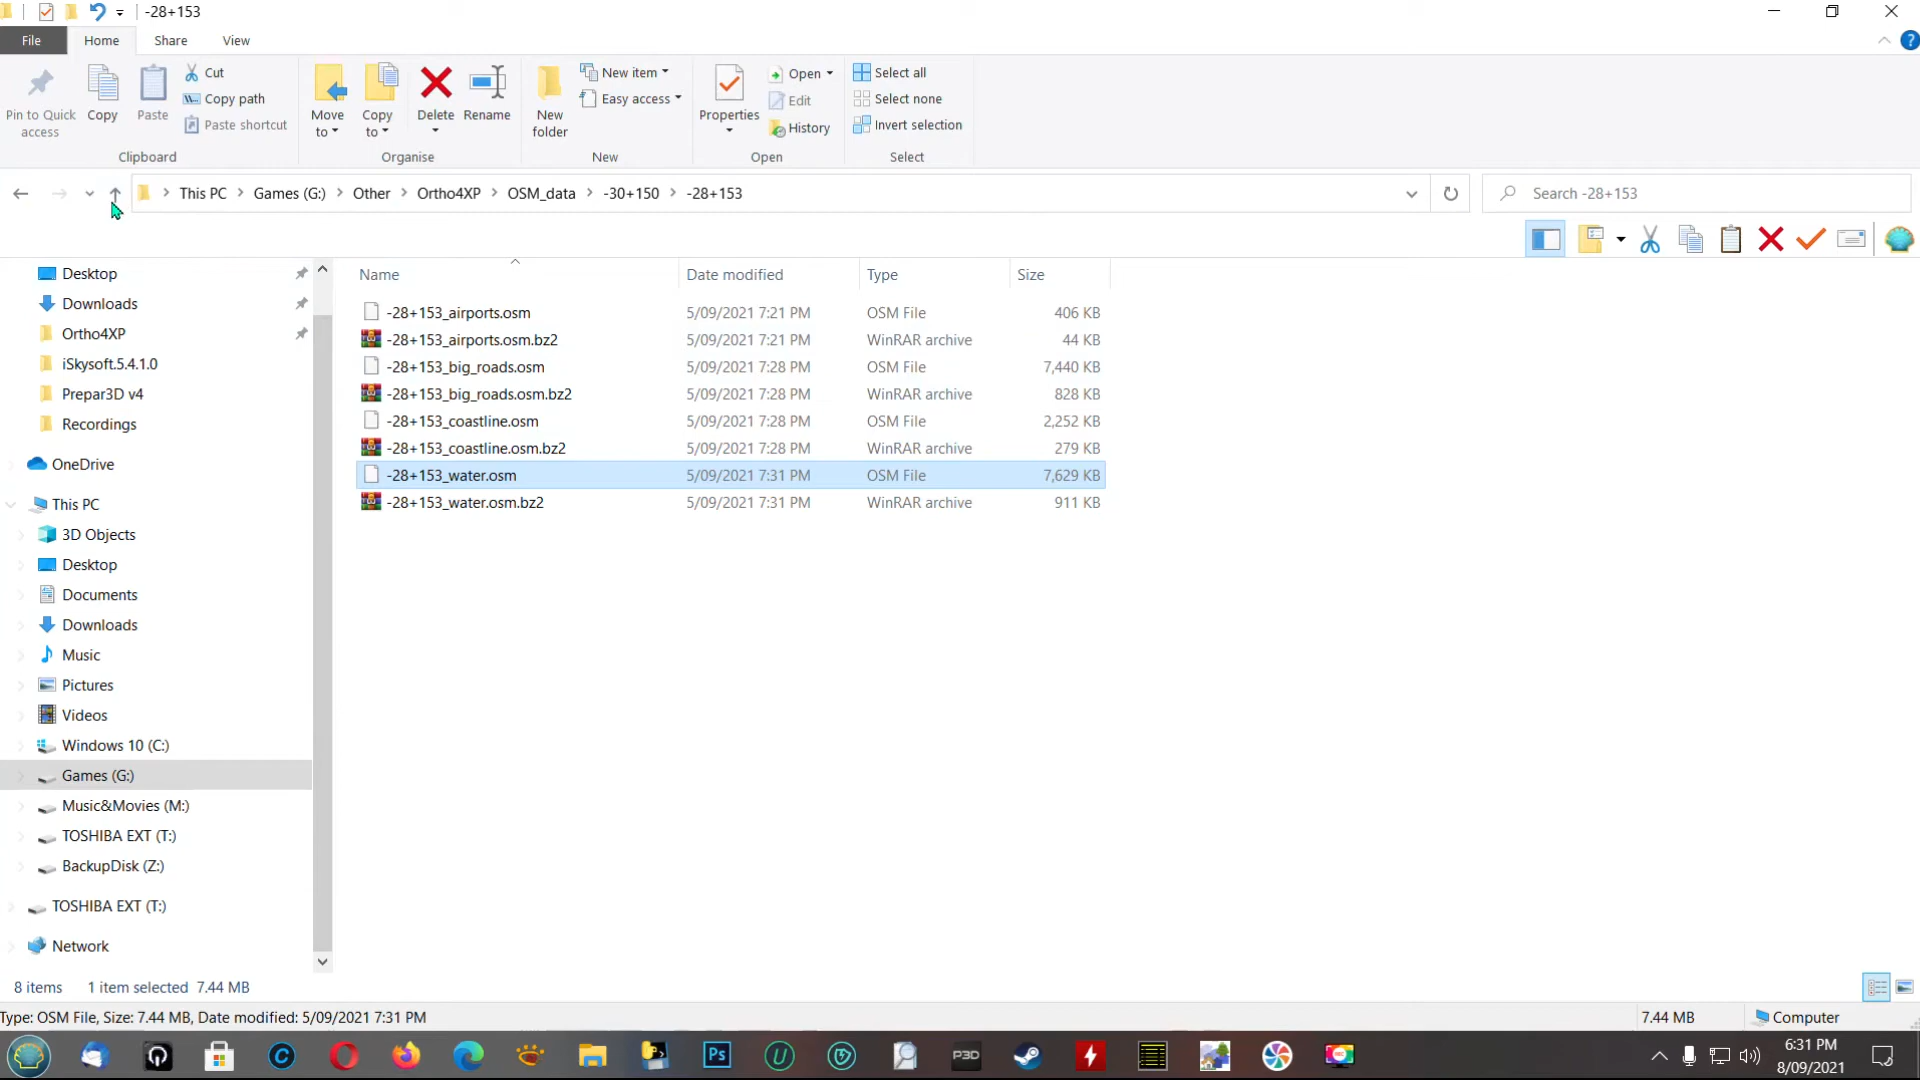 -28+153
File Home Share View
Pin to Quick access
Copy
Paste
Cut
Copy path
Paste shortcut
Clipboard
Move to
Copy to
Delete
Rename
Organise
New folder
New item
Easy access
New
Properties
Open
Edit
History
Open
Select all
Select none
Invert selection
Select
This PC > Games (G:) > Other > Ortho4XP > OSM_data > -30+150 > -28+153
Search -28+153
Desktop
Downloads
Ortho4XP
iSkysoft.5.4.1.0
Prepar3D v4
Recordings
OneDrive
This PC
3D Objects
Desktop
Documents
Downloads
Music
Pictures
Videos
Windows 10 (C:)
Games (G:)
Music&Movies (M:)
TOSHIBA EXT (T:)
BackupDisk (Z:)
TOSHIBA EXT (T:)
Network
Name Date modified Type Size
-28+153_airports.osm 5/09/2021 7:21 PM OSM File 406 KB
-28+153_airports.osm.bz2 5/09/2021 7:21 PM WinRAR archive 44 KB
-28+153_big_roads.osm 5/09/2021 7:28 PM OSM File 7,440 KB
-28+153_big_roads.osm.bz2 5/09/2021 7:28 PM WinRAR archive 828 KB
-28+153_coastline.osm 5/09/2021 7:28 PM OSM File 2,252 KB
-28+153_coastline.osm.bz2 5/09/2021 7:28 PM WinRAR archive 279 KB
-28+153_water.osm 5/09/2021 7:31 PM OSM File 7,629 KB
-28+153_water.osm.bz2 5/09/2021 7:31 PM WinRAR archive 911 KB
8 items 1 item selected 7.44 MB
Type: OSM File, Size: 7.44 MB, Date modified: 5/09/2021 7:31 PM 7.44 MB Computer
Ps P3D
6:31 PM
8/09/2021